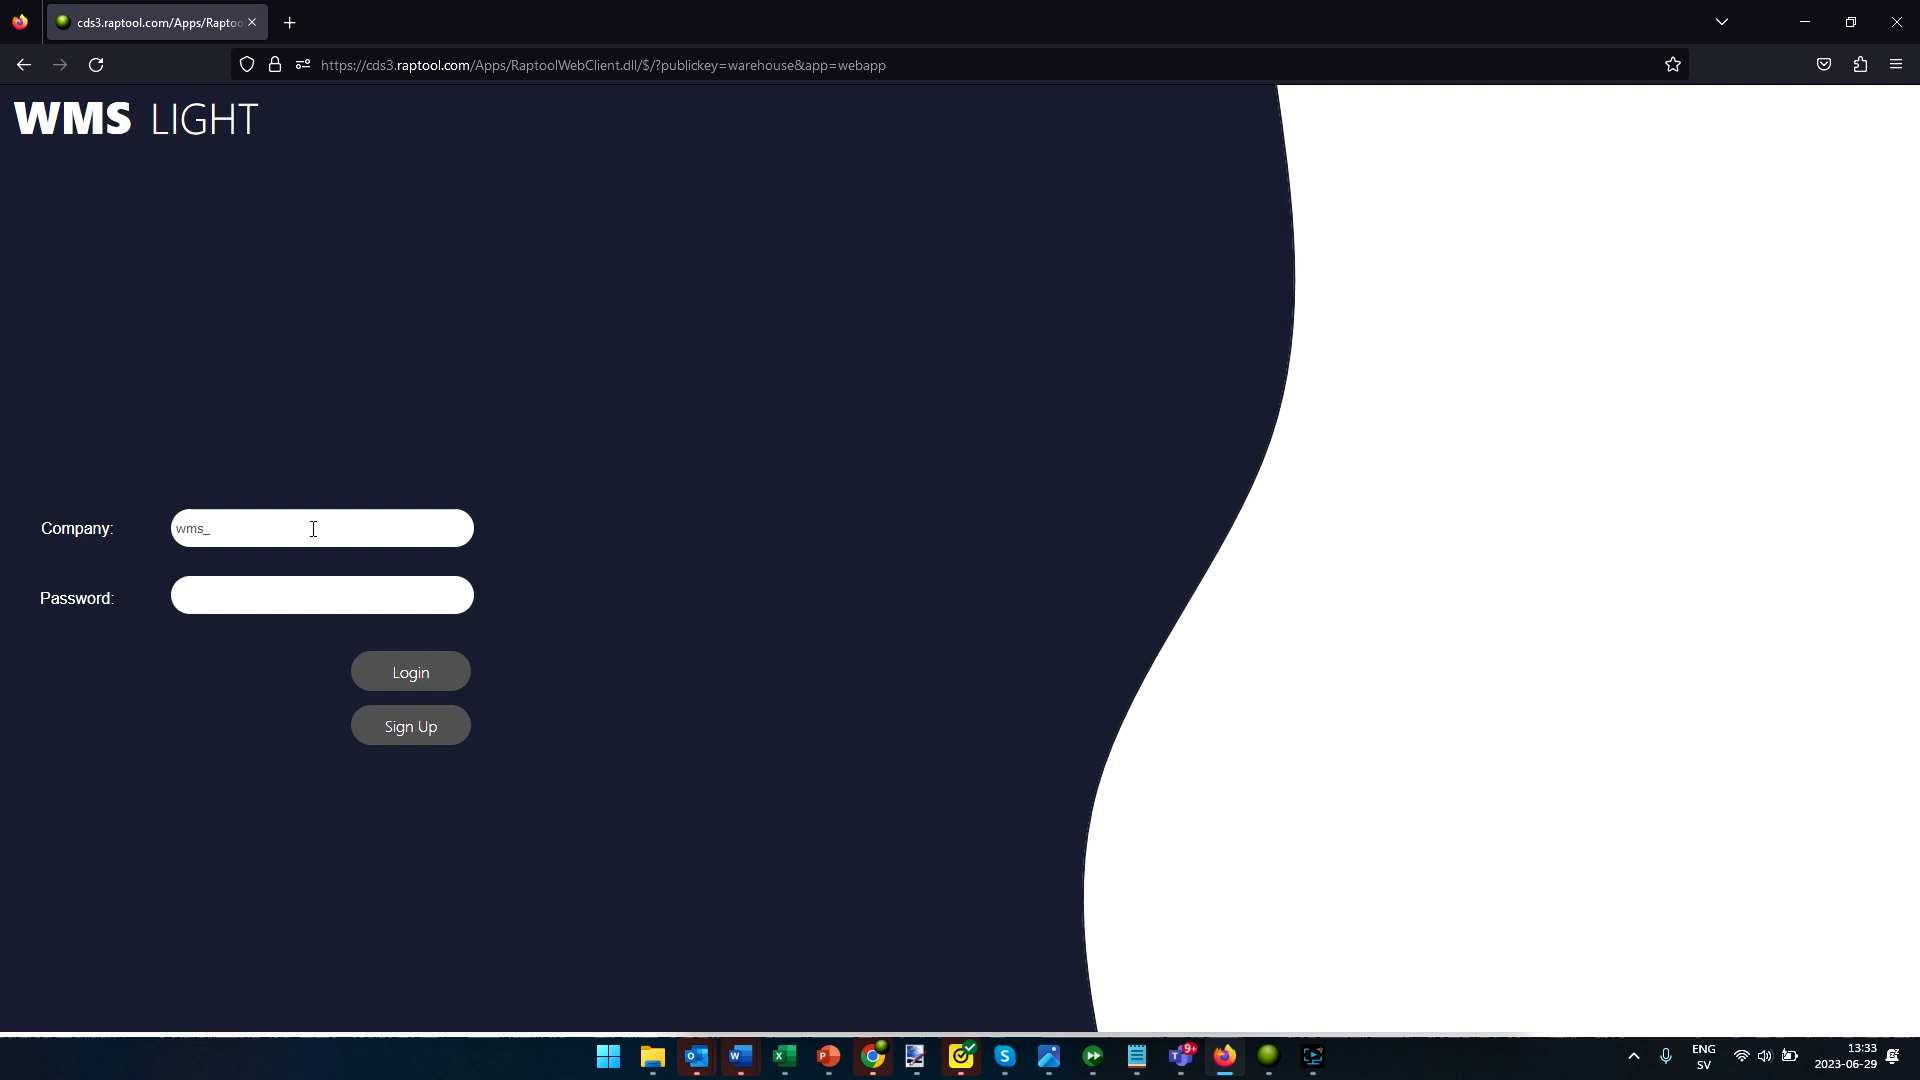 cds3.raptool.com/Apps/Raptoo
https://cds3.raptool.com/Apps/RaptoolWebClient.dll/$/?publickey=warehouse&app=webapp
WMS LIGHT
Company:
wms_
Password:
Login
Sign Up
9+
ENG
SV
13:33
2023-06-29